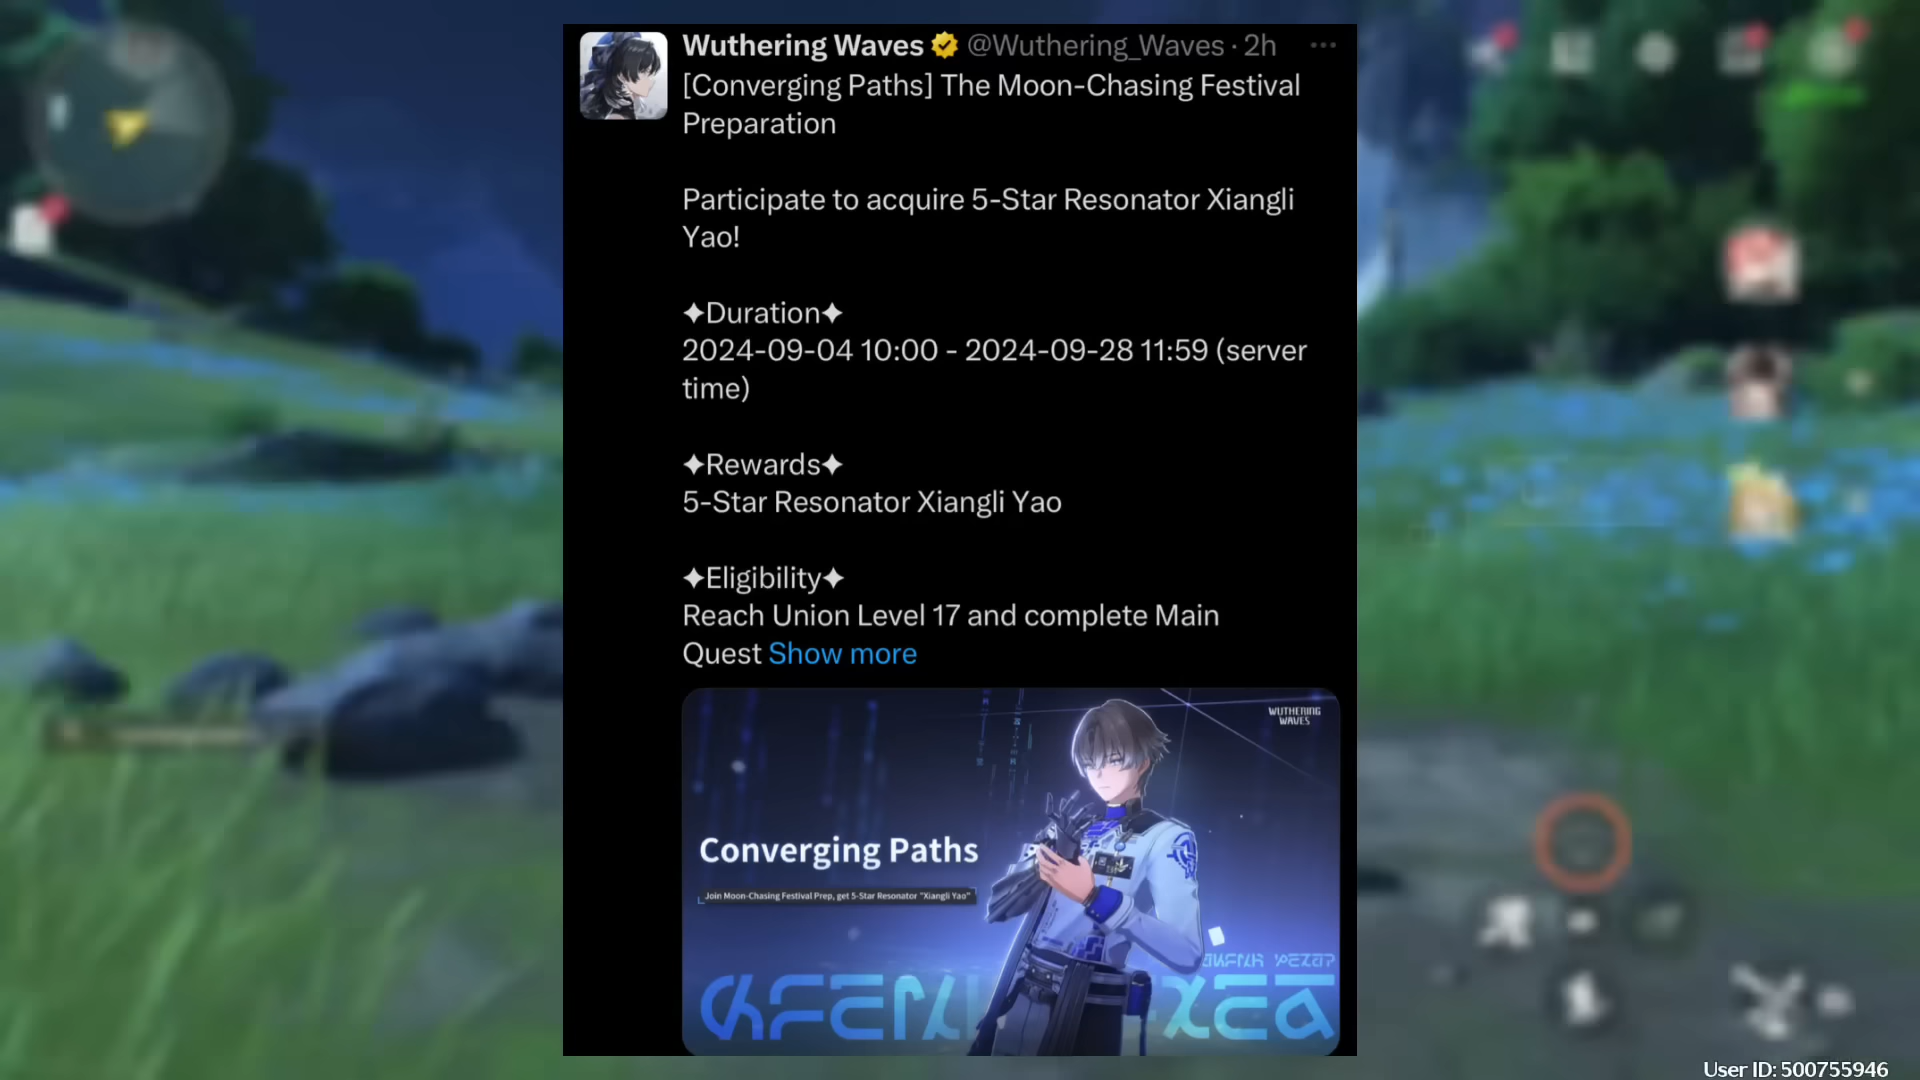 Wuthering Waves @Wuthering_Waves · 2h ···
[Converging Paths] The Moon-Chasing Festival
Preparation
Participate to acquire 5-Star Resonator Xiangli
Yao!
✦Duration✦
2024-09-04 10:00 - 2024-09-28 11:59 (server
time)
✦Rewards✦
5-Star Resonator Xiangli Yao
✦Eligibility✦
Reach Union Level 17 and complete Main
Quest Show more
WUTHERING
WAVES
Converging Paths
Join Moon-Chasing Festival Prep, get 5-Star Resonator "Xiangli Yao"
User ID: 500755946